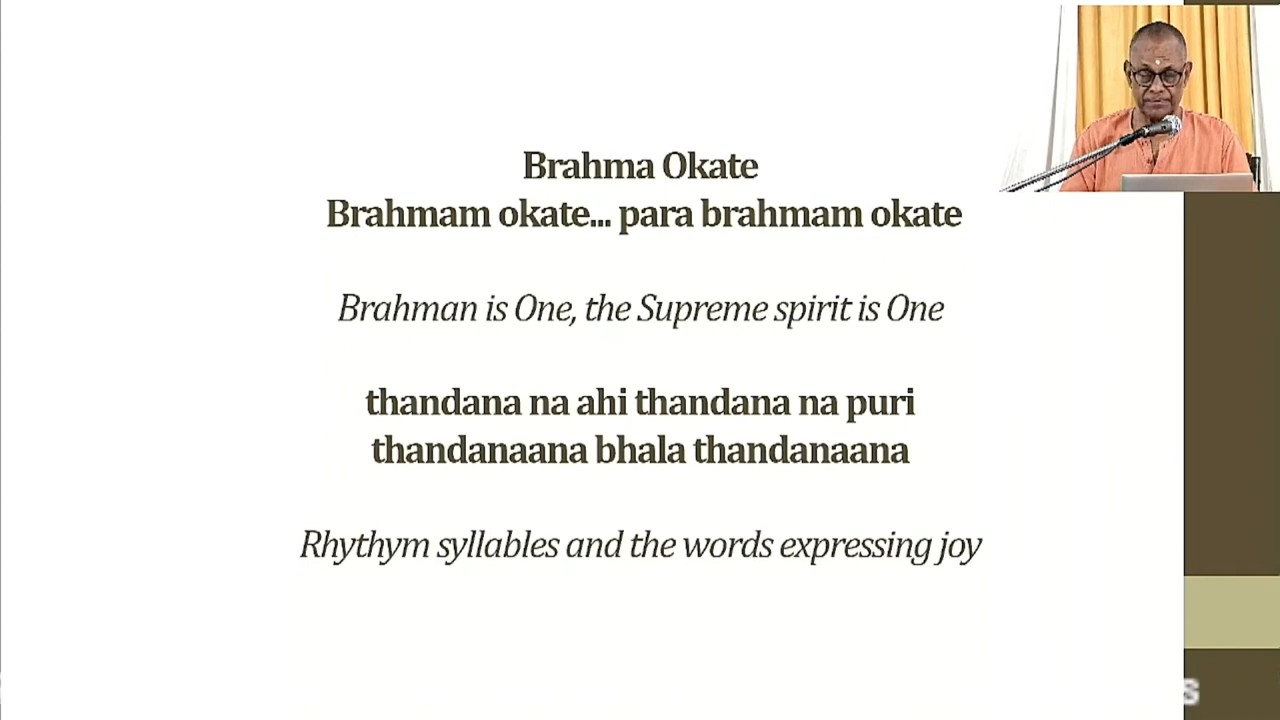 Brahma Okate
Brahmam okate... para brahmam okate
Brahman is One, the Supreme spirit is One
thandana na ahi thandana na puri
thandanaana bhala thandanaana
Rhythym syllables and the words expressing joy
s